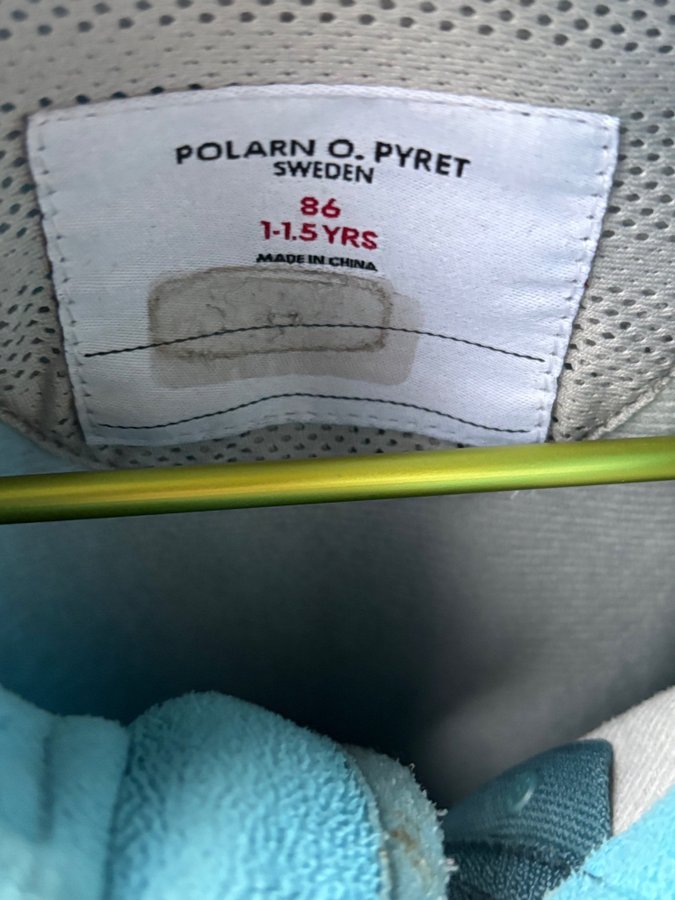 POLARN O. PYRET
SWEDEN
86
1-1.5 YRS
MADE IN CHINA